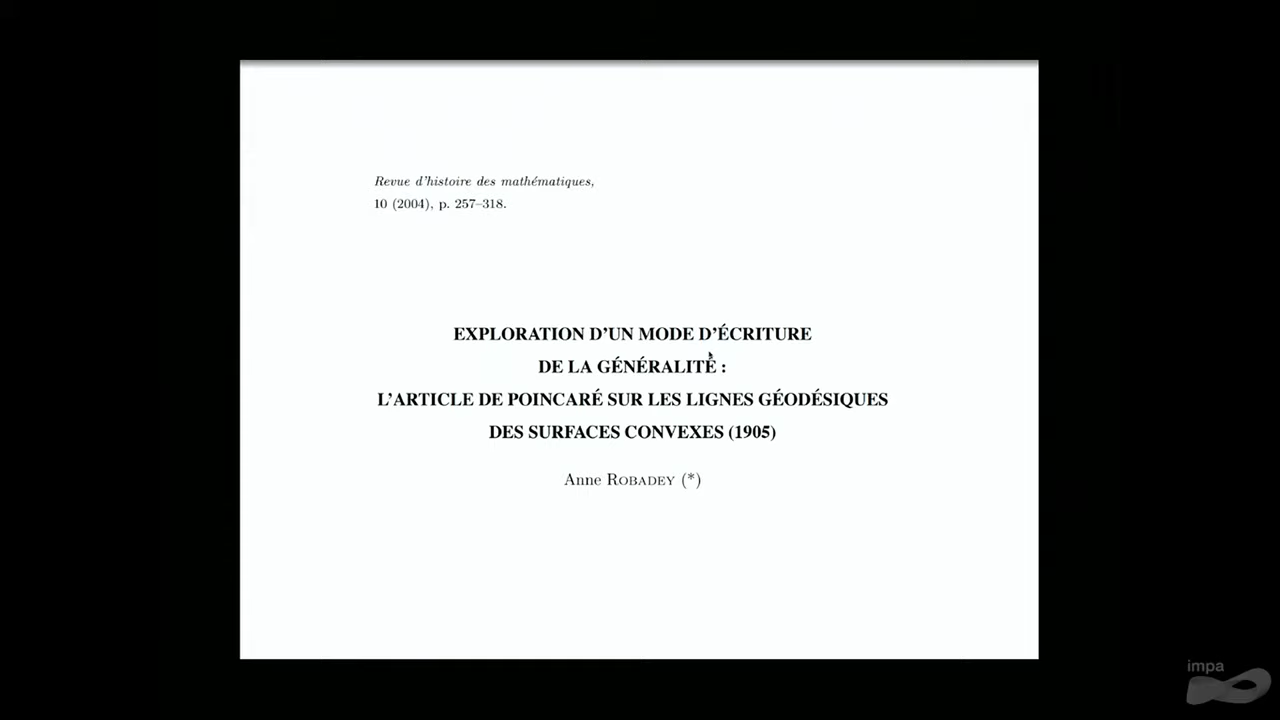 Revue d'histoire des mathématiques,
10 (2004), p. 257–318.
EXPLORATION D'UN MODE D'ÉCRITURE
DE LA GÉNÉRALITÉ :
L'ARTICLE DE POINCARÉ SUR LES LIGNES GÉODÉSIQUES
DES SURFACES CONVEXES (1905)
Anne ROBADEY (*)
impa